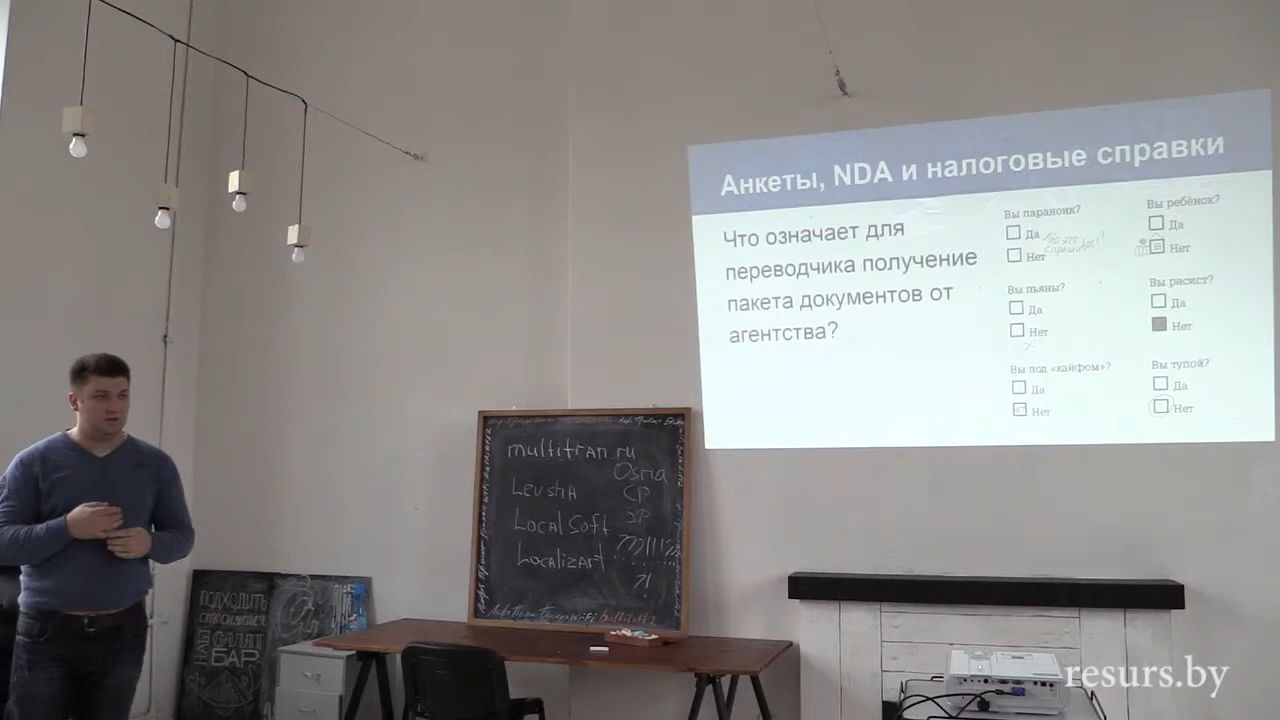 Анкеты, NDA и налоговые справки
Что означает для
переводчика получение
пакета документов от
агентства?
Вы параноик?
Да
Нет
Вы пьяны?
Да
Нет
Вы под «кайфом»?
Да
Нет
Вы ребёнок?
Да
Нет
Вы расист?
Да
Нет
Вы тупой?
Да
Нет
multitran.ru
Levsha
LocalSoft
Osma
CP
?!
ПОДХОДИТЬ
НАШ
БАР
resurs.by